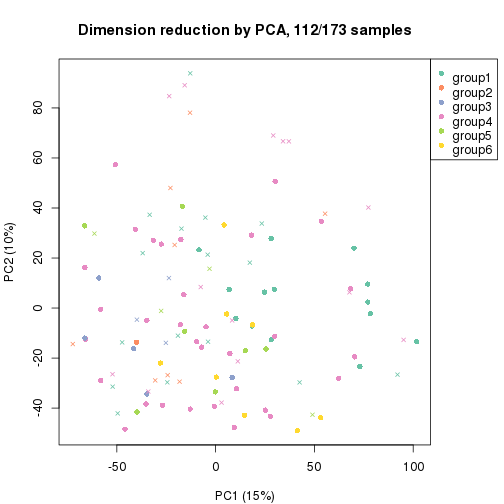 Dimension reduction by PCA, 112/173 samples
group1
group2
group3
group4
group5
group6
PC2 (10%)
80
60
40
20
0
-20
-40
-50
0
50
100
PC1 (15%)